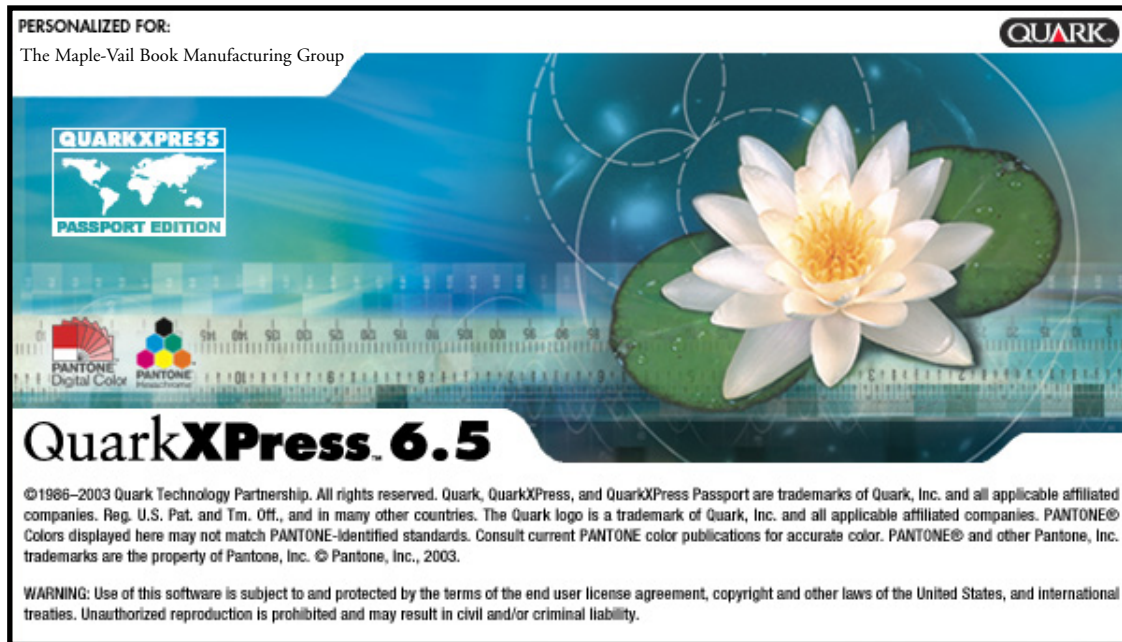 PERSONALIZED FOR:
The Maple-Vail Book Manufacturing Group
QUARK™
QUARKXPRESS
PASSPORT EDITION
PANTONE™
Digital Color
PANTONE™
Hexachrome
QuarkXPress™ 6.5
©1986–2003 Quark Technology Partnership. All rights reserved. Quark, QuarkXPress, and QuarkXPress Passport are trademarks of Quark, Inc. and all applicable affiliated
companies. Reg. U.S. Pat. and Tm. Off., and in many other countries. The Quark logo is a trademark of Quark, Inc. and all applicable affiliated companies. PANTONE®
Colors displayed here may not match PANTONE-Identified standards. Consult current PANTONE color publications for accurate color. PANTONE® and other Pantone, Inc.
trademarks are the property of Pantone, Inc. © Pantone, Inc., 2003.
WARNING: Use of this software is subject to and protected by the terms of the end user license agreement, copyright and other laws of the United States, and international
treaties. Unauthorized reproduction is prohibited and may result in civil and/or criminal liability.